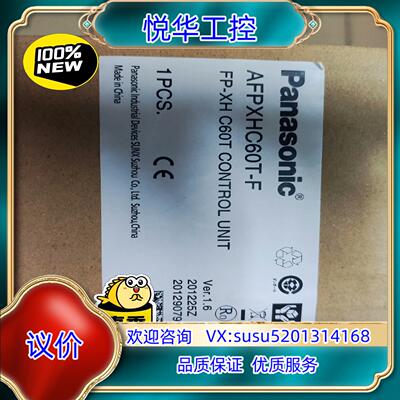 悦华工控
100%
NEW
Panasonic®
AFPXHC60T-F
FP-XH C60T CONTROL UNIT
Ver.1.6
201225Z
20129079
1PCS.
CE
Panasonic Industrial Devices SUNX Suzhou Co., Ltd. Suzhou,China
Made in China
议价
欢迎咨询 VX:susu5201314168
品质保证 优质服务